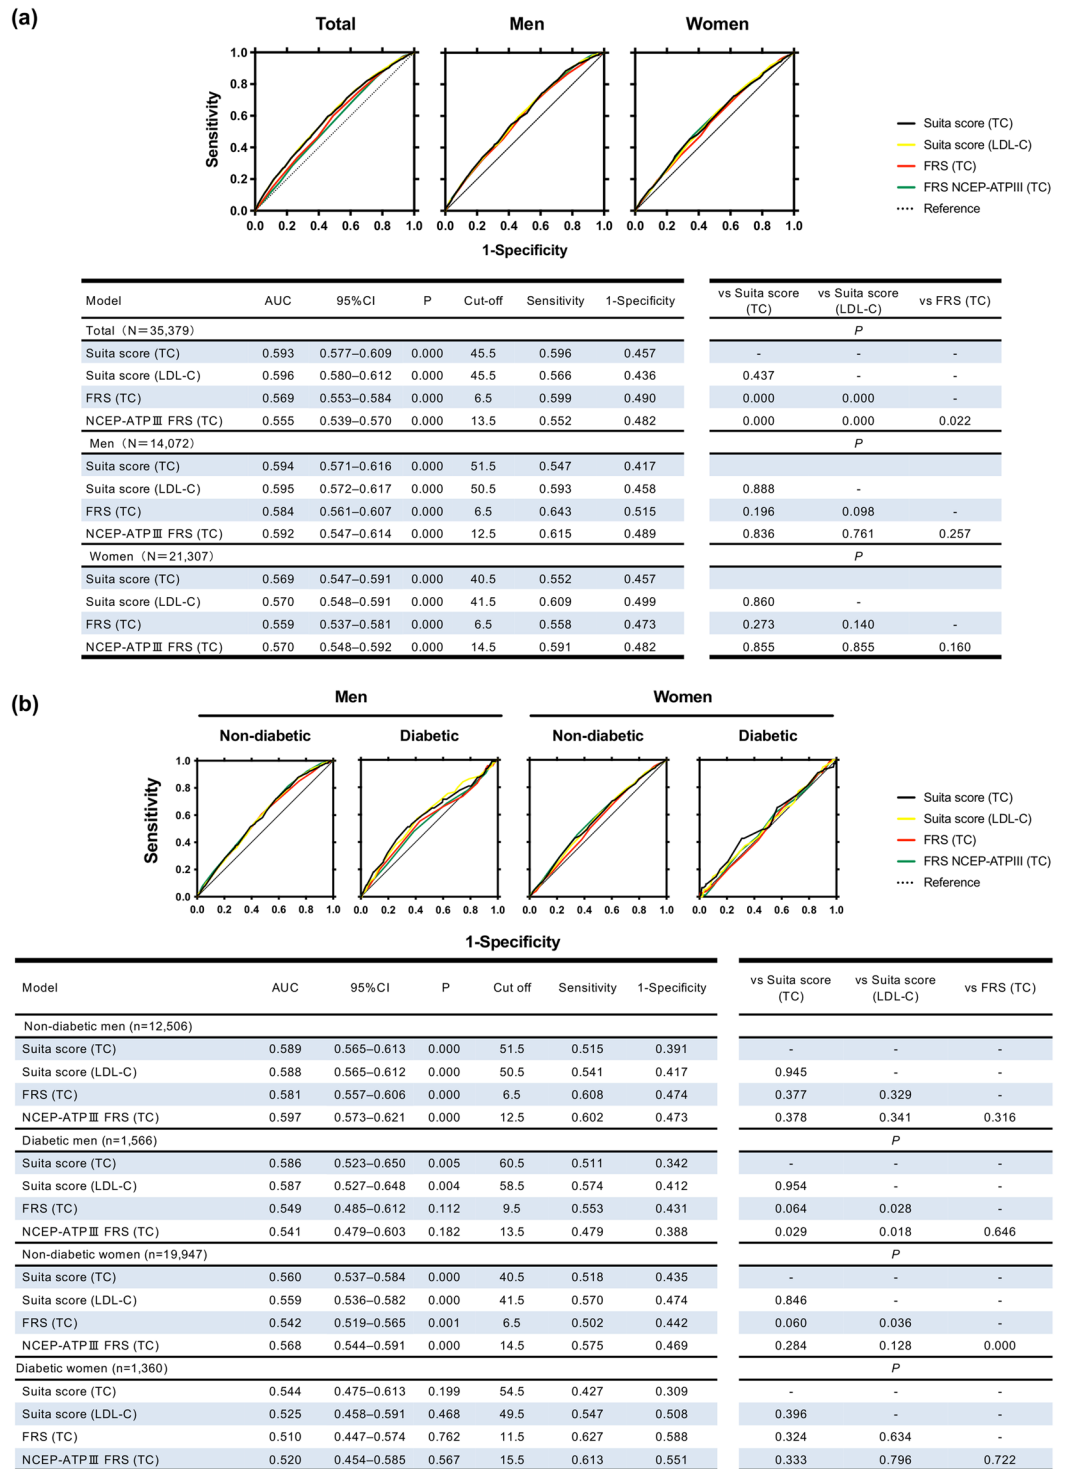 (a)
Total Men Women
Sensitivity
1.0 0.8 0.6 0.4 0.2 0.0
0.0 0.2 0.4 0.6 0.8 1.0 0.0 0.2 0.4 0.6 0.8 1.0 0.0 0.2 0.4 0.6 0.8 1.0
1-Specificity
Suita score (TC)
Suita score (LDL-C)
FRS (TC)
FRS NCEP-ATPIII (TC)
Reference
Model AUC 95%CI P Cut-off Sensitivity 1-Specificity vs Suita score (TC) vs Suita score (LDL-C) vs FRS (TC)
Total (N=35,379) P
Suita score (TC) 0.593 0.577–0.609 0.000 45.5 0.596 0.457 - - -
Suita score (LDL-C) 0.596 0.580–0.612 0.000 45.5 0.566 0.436 0.437 - -
FRS (TC) 0.569 0.553–0.584 0.000 6.5 0.599 0.490 0.000 0.000 -
NCEP-ATPⅢ FRS (TC) 0.555 0.539–0.570 0.000 13.5 0.552 0.482 0.000 0.000 0.022
Men (N=14,072) P
Suita score (TC) 0.594 0.571–0.616 0.000 51.5 0.547 0.417
Suita score (LDL-C) 0.595 0.572–0.617 0.000 50.5 0.593 0.458 0.888 -
FRS (TC) 0.584 0.561–0.607 0.000 6.5 0.643 0.515 0.196 0.098 -
NCEP-ATPⅢ FRS (TC) 0.592 0.547–0.614 0.000 12.5 0.615 0.489 0.836 0.761 0.257
Women (N=21,307) P
Suita score (TC) 0.569 0.547–0.591 0.000 40.5 0.552 0.457
Suita score (LDL-C) 0.570 0.548–0.591 0.000 41.5 0.609 0.499 0.860 -
FRS (TC) 0.559 0.537–0.581 0.000 6.5 0.558 0.473 0.273 0.140 -
NCEP-ATPⅢ FRS (TC) 0.570 0.548–0.592 0.000 14.5 0.591 0.482 0.855 0.855 0.160
(b)
Men Women
Non-diabetic Diabetic Non-diabetic Diabetic
Sensitivity
1.0 0.8 0.6 0.4 0.2 0.0
0.0 0.2 0.4 0.6 0.8 1.0 0.0 0.2 0.4 0.6 0.8 1.0 0.0 0.2 0.4 0.6 0.8 1.0 0.0 0.2 0.4 0.6 0.8 1.0
1-Specificity
Suita score (TC)
Suita score (LDL-C)
FRS (TC)
FRS NCEP-ATPIII (TC)
Reference
Model AUC 95%CI P Cut off Sensitivity 1-Specificity vs Suita score (TC) vs Suita score (LDL-C) vs FRS (TC)
Non-diabetic men (n=12,506)
Suita score (TC) 0.589 0.565–0.613 0.000 51.5 0.515 0.391 - - -
Suita score (LDL-C) 0.588 0.565–0.612 0.000 50.5 0.541 0.417 0.945 - -
FRS (TC) 0.581 0.557–0.606 0.000 6.5 0.608 0.474 0.377 0.329 -
NCEP-ATPⅢ FRS (TC) 0.597 0.573–0.621 0.000 12.5 0.602 0.473 0.378 0.341 0.316
Diabetic men (n=1,566) P
Suita score (TC) 0.586 0.523–0.650 0.005 60.5 0.511 0.342 - - -
Suita score (LDL-C) 0.587 0.527–0.648 0.004 58.5 0.574 0.412 0.954 - -
FRS (TC) 0.549 0.485–0.612 0.112 9.5 0.553 0.431 0.064 0.028 -
NCEP-ATPⅢ FRS (TC) 0.541 0.479–0.603 0.182 13.5 0.479 0.388 0.029 0.018 0.646
Non-diabetic women (n=19,947) P
Suita score (TC) 0.560 0.537–0.584 0.000 40.5 0.518 0.435 - - -
Suita score (LDL-C) 0.559 0.536–0.582 0.000 41.5 0.570 0.474 0.846 - -
FRS (TC) 0.542 0.519–0.565 0.001 6.5 0.502 0.442 0.060 0.036 -
NCEP-ATPⅢ FRS (TC) 0.568 0.544–0.591 0.000 14.5 0.575 0.469 0.284 0.128 0.000
Diabetic women (n=1,360) P
Suita score (TC) 0.544 0.475–0.613 0.199 54.5 0.427 0.309 - - -
Suita score (LDL-C) 0.525 0.458–0.591 0.468 49.5 0.547 0.508 0.396 - -
FRS (TC) 0.510 0.447–0.574 0.762 11.5 0.627 0.588 0.324 0.634 -
NCEP-ATPⅢ FRS (TC) 0.520 0.454–0.585 0.567 15.5 0.613 0.551 0.333 0.796 0.722